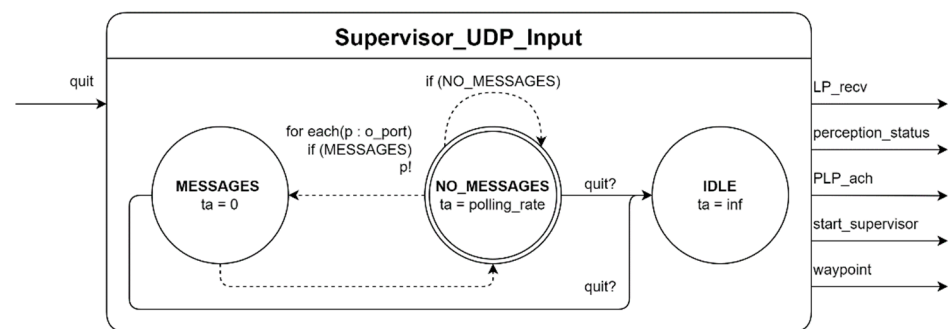 Supervisor_UDP_Input
quit
if (NO_MESSAGES)
for each(p : o_port)
if (MESSAGES)
p!
MESSAGES
ta = 0
NO_MESSAGES
ta = polling_rate
quit?
IDLE
ta = inf
quit?
LP_recv
perception_status
PLP_ach
start_supervisor
waypoint